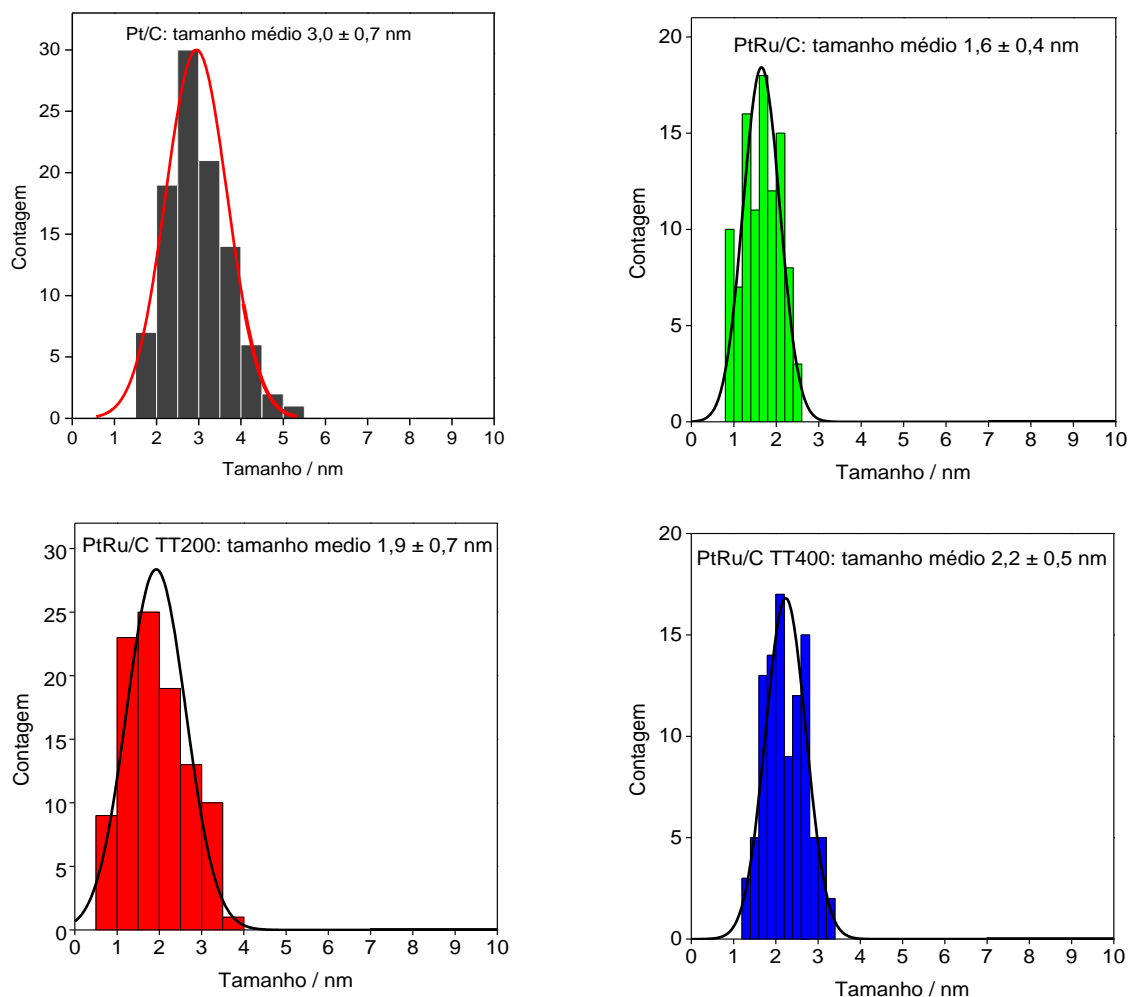 Pt/C: tamanho médio 3,0 ± 0,7 nm
30
25
20
15
10
5
0
Contagem
0 1 2 3 4 5 6 7 8 9 10
Tamanho / nm
PtRu/C: tamanho médio 1,6 ± 0,4 nm
20
15
10
5
0
Contagem
0 1 2 3 4 5 6 7 8 9 10
Tamanho / nm
PtRu/C TT200: tamanho medio 1,9 ± 0,7 nm
30
25
20
15
10
5
0
Contagem
0 1 2 3 4 5 6 7 8 9 10
Tamanho / nm
PtRu/C TT400: tamanho médio 2,2 ± 0,5 nm
20
15
10
5
0
Contagem
0 1 2 3 4 5 6 7 8 9 10
Tamanho / nm